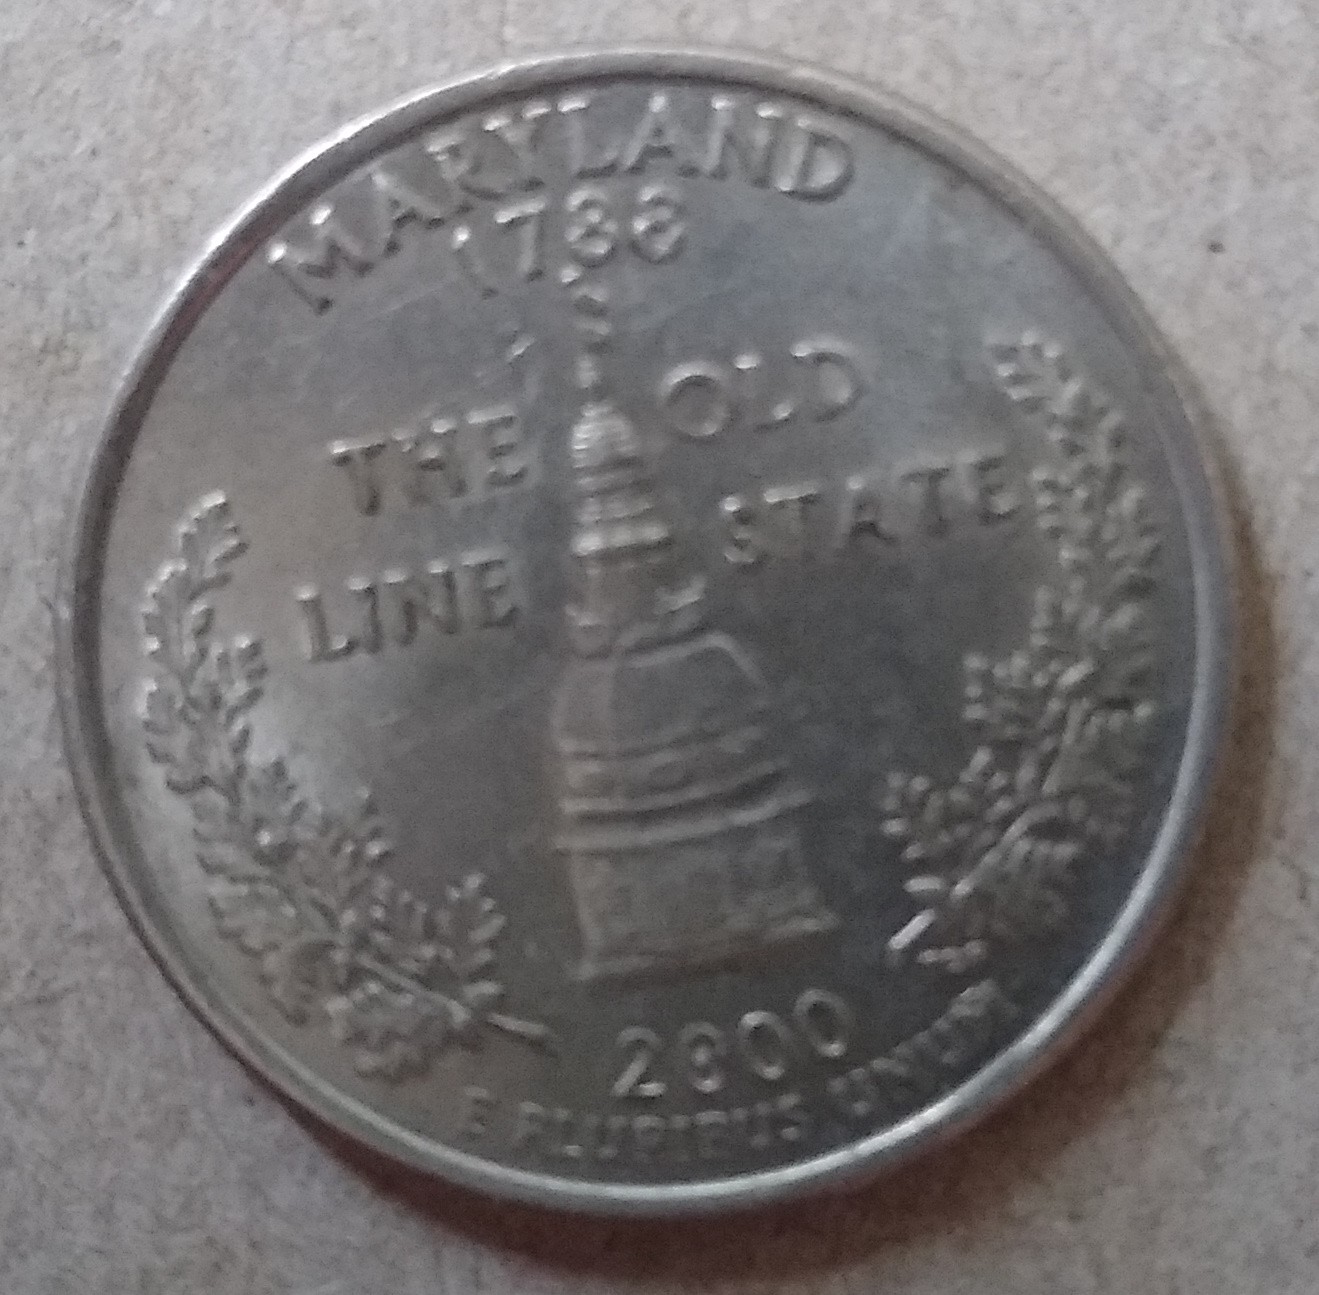 MARYLAND
1788
THE OLD
LINE STATE
2000
E PLURIBUS UNUM